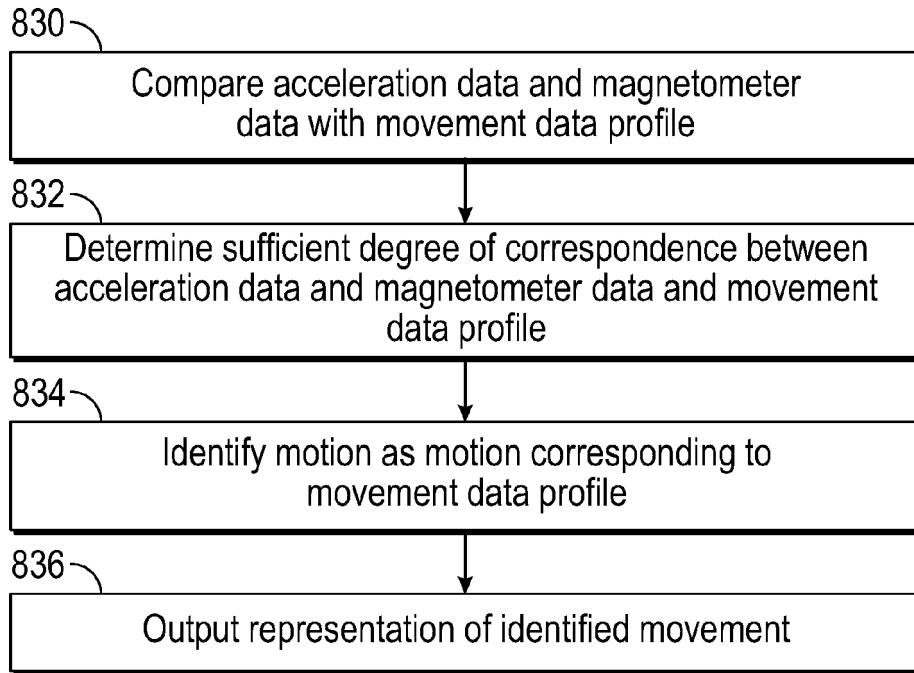 830
Compare acceleration data and magnetometer
data with movement data profile
832
Determine sufficient degree of correspondence between
acceleration data and magnetometer data and movement
data profile
834
Identify motion as motion corresponding to
movement data profile
836
Output representation of identified movement